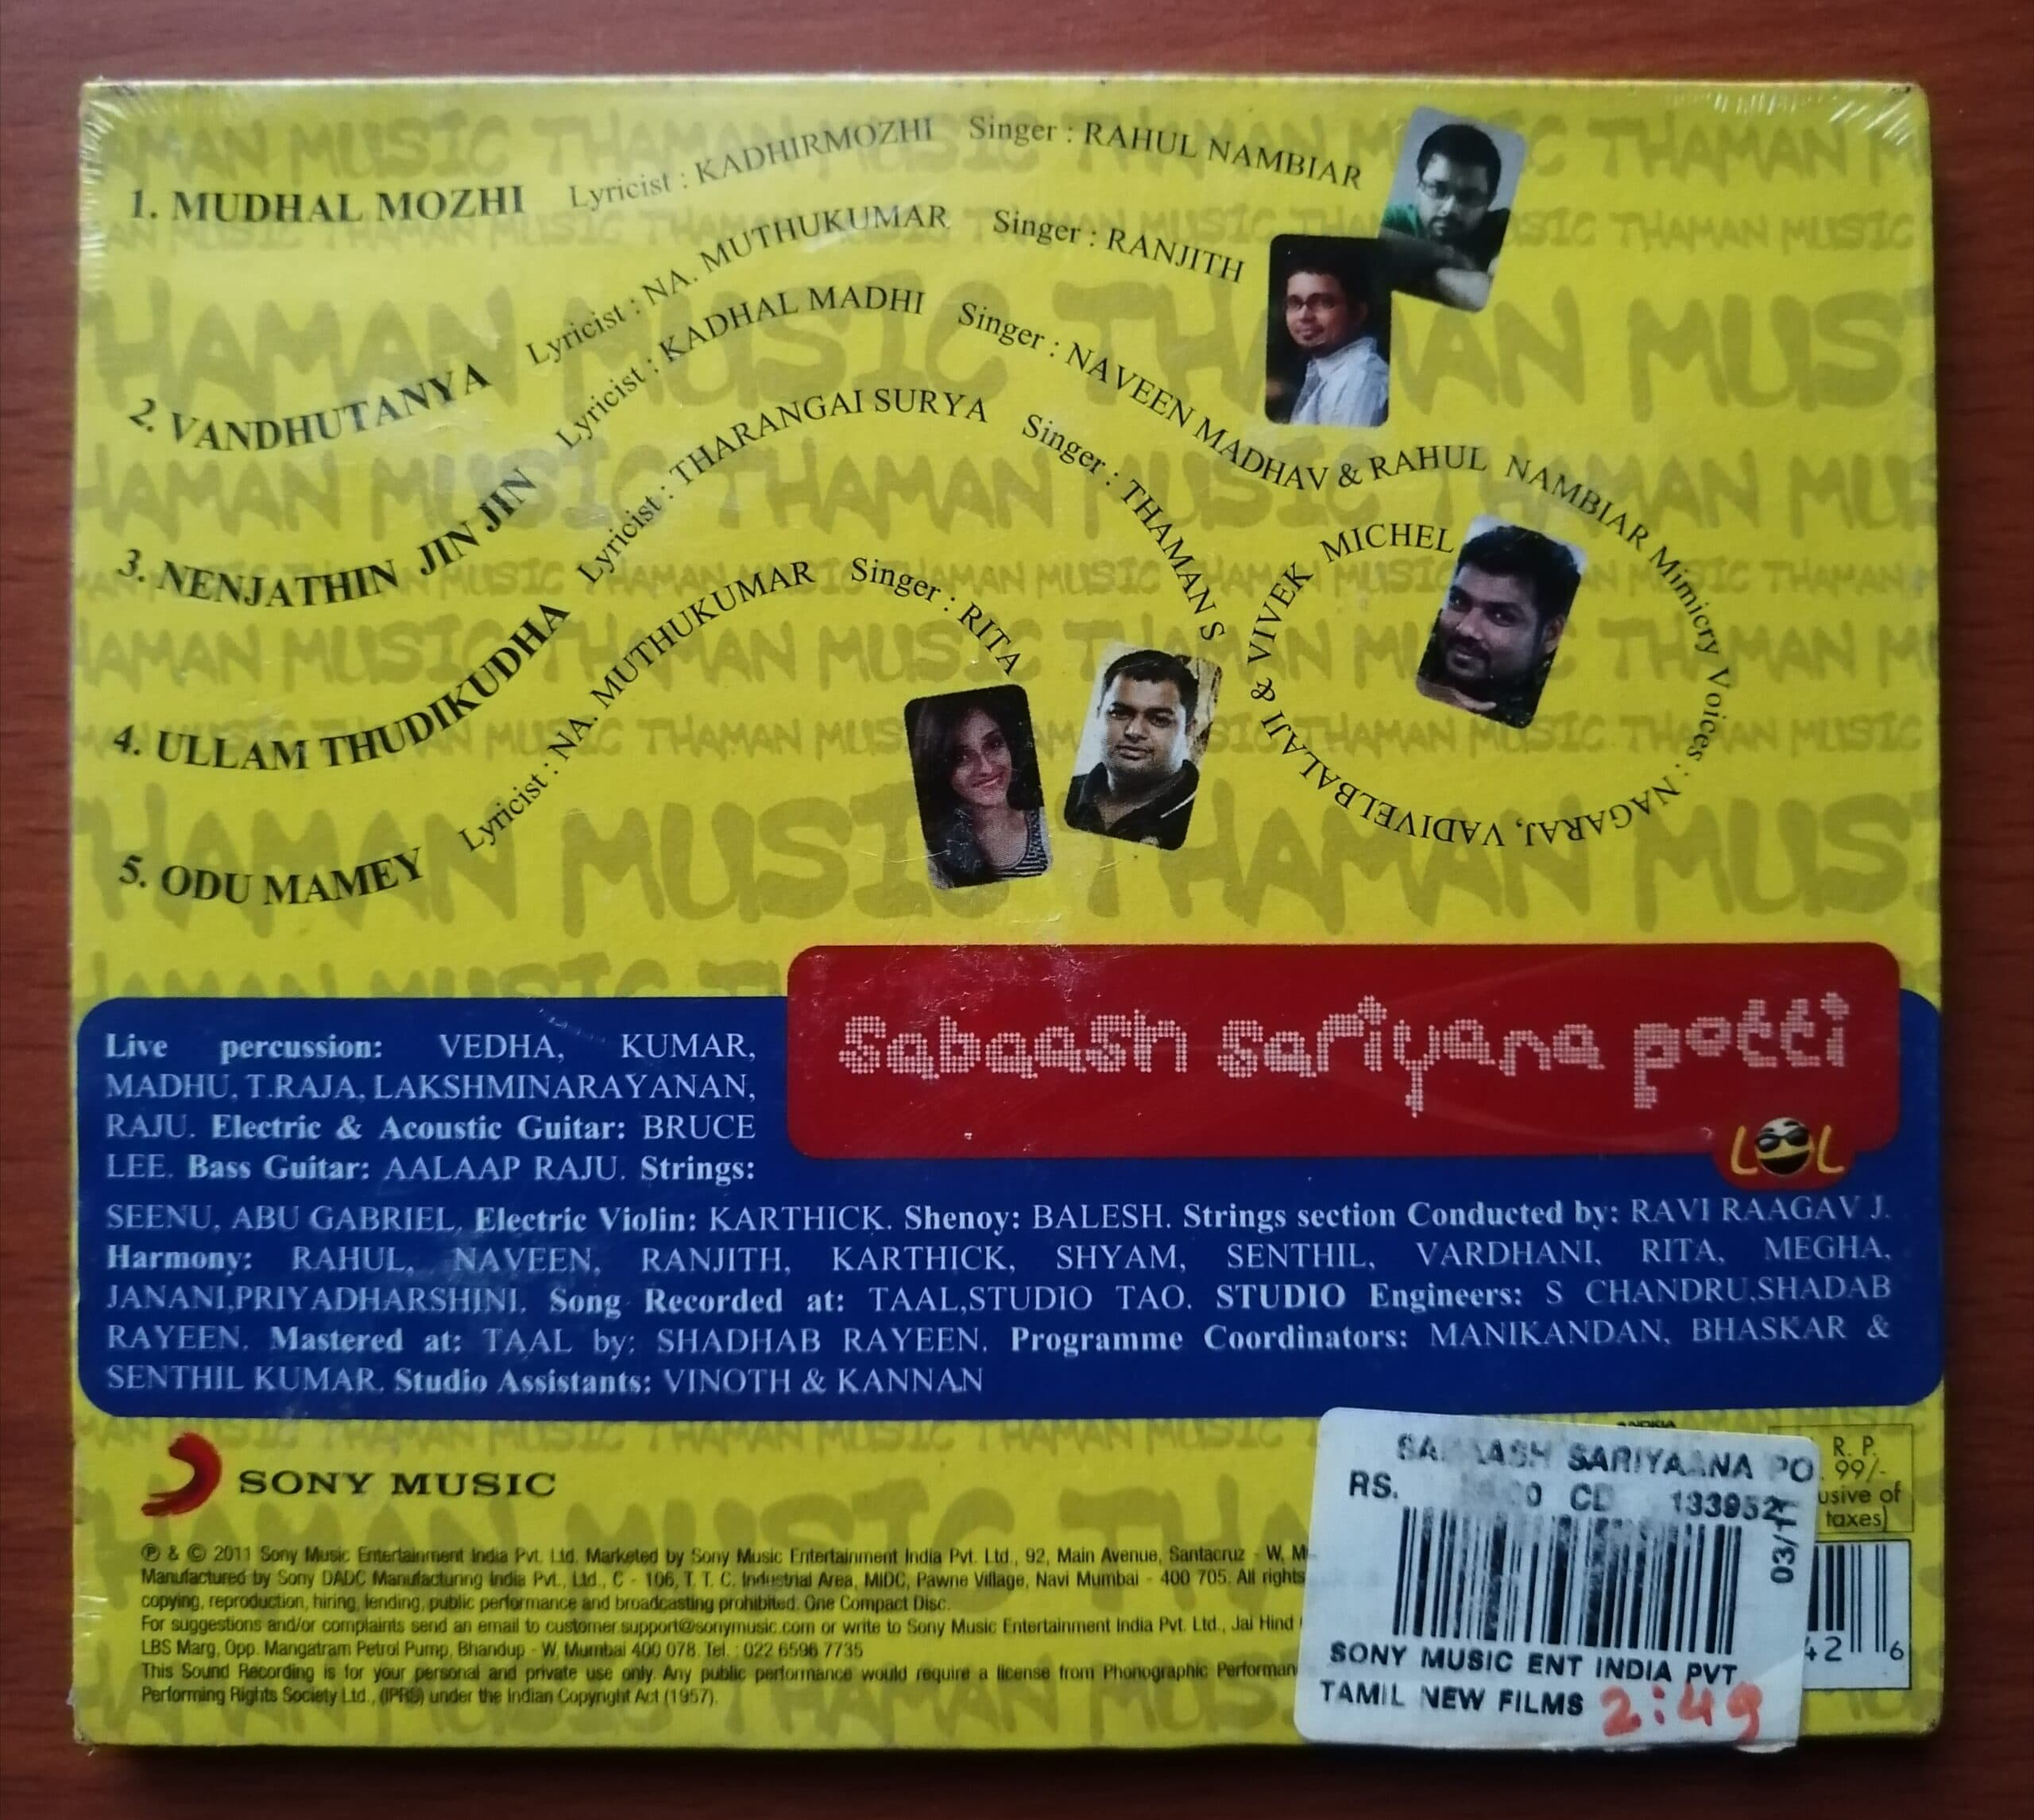 1. MUDHAL MOZHI Lyricist : KADHIRMOZHI Singer : RAHUL NAMBIAR
2. VANDHUTANYA Lyricist : NA. MUTHUKUMAR Singer : RANJITH
3. NENJATHIN JIN JIN Lyricist : KADHAL MADHI Singer : NAVEEN MADHAV & RAHUL NAMBIAR Mimicry Voices : NAGARAJ, VADIVELBALAJI & VIVEK MICHEL
4. ULLAM THUDIKUDHA Lyricist : THARANGAI SURYA Singer : THAMAN S
5. ODU MAMEY Lyricist : NA. MUTHUKUMAR Singer : RITA
THAMAN MUSIC
sabaash sariyana potti
LOL
Live percussion: VEDHA, KUMAR,
MADHU, T.RAJA, LAKSHMINARAYANAN,
RAJU. Electric & Acoustic Guitar: BRUCE
LEE. Bass Guitar: AALAAP RAJU. Strings:
SEENU, ABU GABRIEL. Electric Violin: KARTHICK. Shenoy: BALESH. Strings section Conducted by: RAVI RAAGAV J.
Harmony: RAHUL, NAVEEN, RANJITH, KARTHICK, SHYAM, SENTHIL, VARDHANI, RITA, MEGHA,
JANANI,PRIYADHARSHINI. Song Recorded at: TAAL,STUDIO TAO. STUDIO Engineers: S CHANDRU,SHADAB
RAYEEN. Mastered at: TAAL by: SHADHAB RAYEEN. Programme Coordinators: MANIKANDAN, BHASKAR &
SENTHIL KUMAR. Studio Assistants: VINOTH & KANNAN
SONY MUSIC
℗ & © 2011 Sony Music Entertainment India Pvt. Ltd. Marketed by Sony Music Entertainment India Pvt. Ltd., 92, Main Avenue, Santacruz - W, M
Manufactured by Sony DADC Manufacturing India Pvt., Ltd., C - 106, T. T. C. Industrial Area, MIDC, Pawne Village, Navi Mumbai - 400 705. All rights
copying, reproduction, hiring, lending, public performance and broadcasting prohibited. One Compact Disc.
For suggestions and/or complaints send an email to customer.support@sonymusic.com or write to Sony Music Entertainment India Pvt. Ltd., Jai Hind
LBS Marg, Opp. Mangatram Petrol Pump, Bhandup - W, Mumbai 400 078. Tel. : 022 6596 7735
This Sound Recording is for your personal and private use only. Any public performance would require a license from Phonographic Performan
Performing Rights Society Ltd., (IPRS) under the Indian Copyright Act (1957).
SABAASH SARIYAANA PO
RS. CD 133952
03/11
SONY MUSIC ENT INDIA PVT
TAMIL NEW FILMS 2:49
R. P.
99/-
usive of
taxes)
42 6